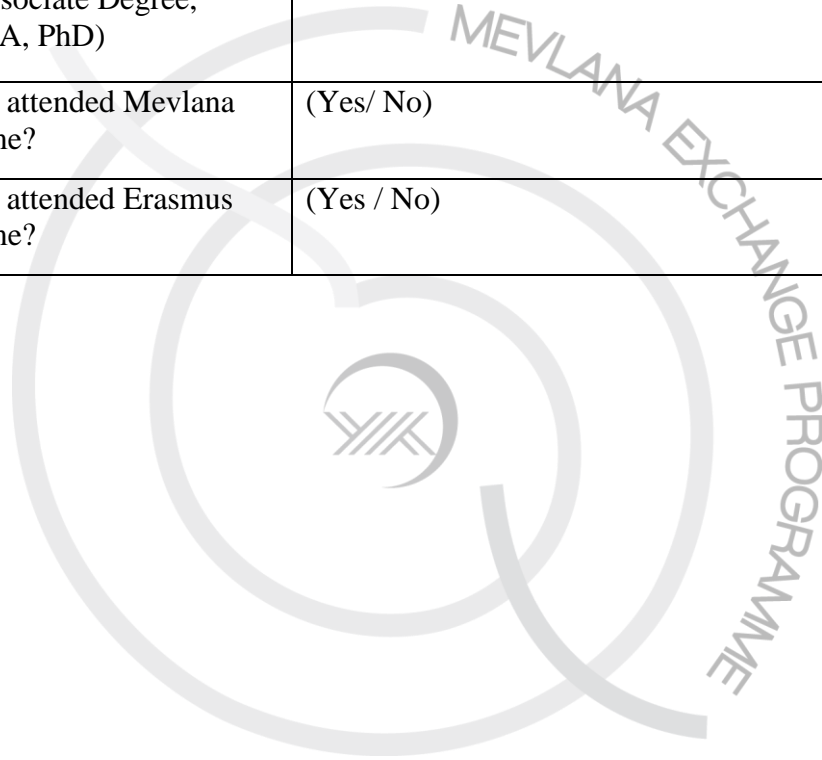 sociate Degree,
A, PhD)
attended Mevlana
ne?
(Yes/ No)
attended Erasmus
ne?
(Yes / No)
MEVLANA EXCHANGE PROGRAMME